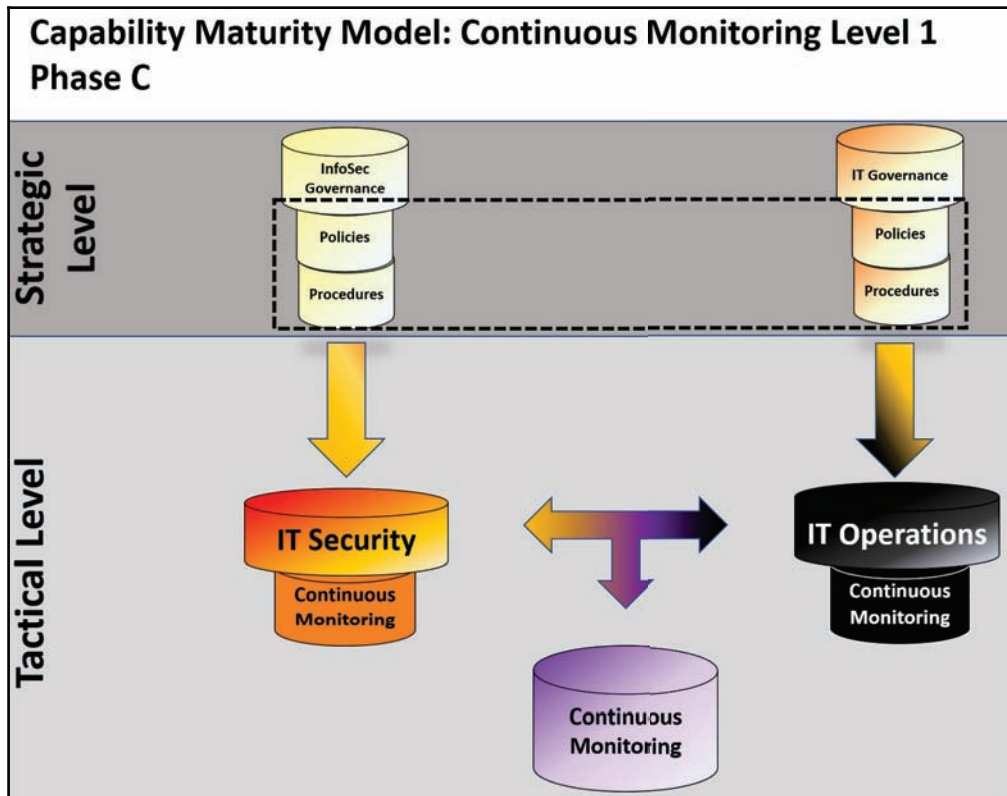 Capability Maturity Model: Continuous Monitoring Level 1
Phase C
Strategic
Level
InfoSec
Governance
Policies
Procedures
IT Governance
Policies
Procedures
Tactical Level
IT Security
Continuous
Monitoring
IT Operations
Continuous
Monitoring
Continuous
Monitoring